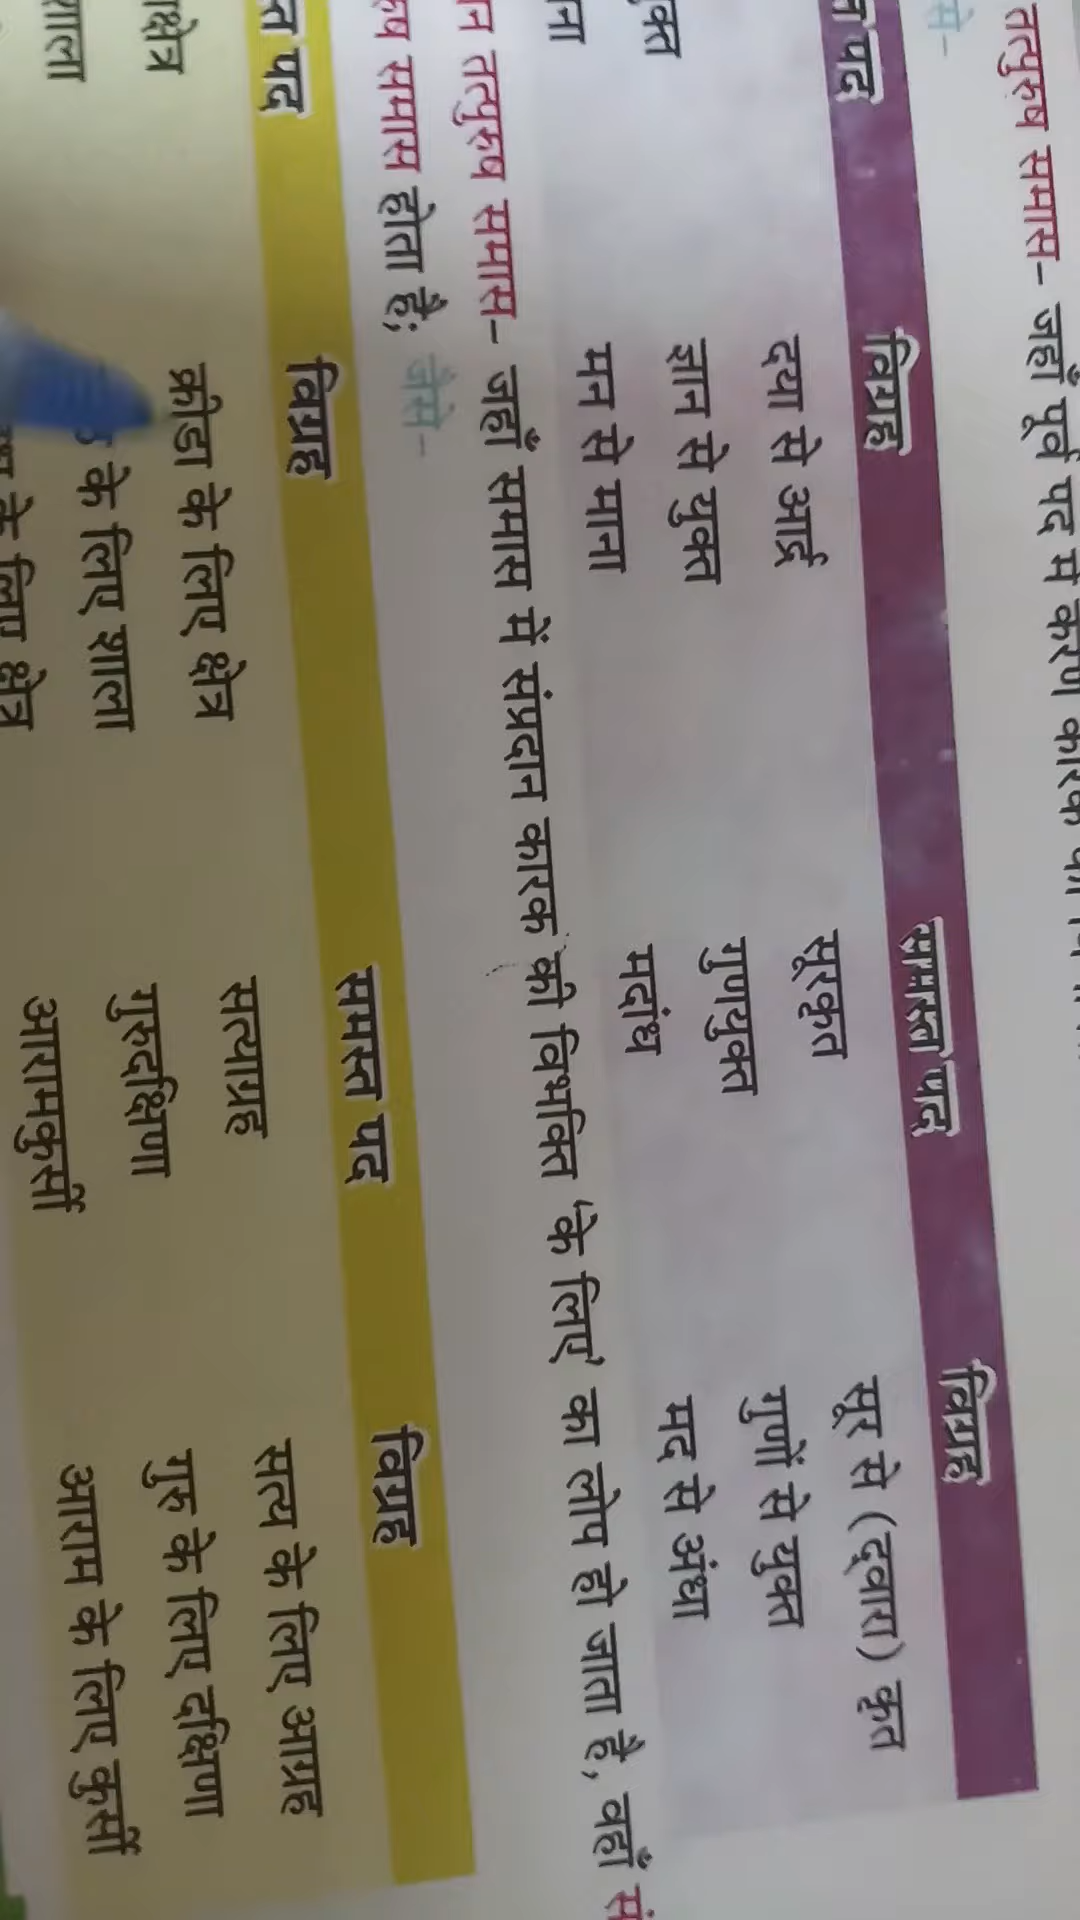 तत्पुरुष समास– जहाँ पूर्व पद में करण कारक की
पद विग्रह समस्त पद विग्रह
दया से आर्द्र सूरकृत सूर से (द्वारा) कृत
ज्ञान से युक्त गुणयुक्त गुणों से युक्त
मन से माना मदांध मद से अंधा
तत्पुरुष समास– जहाँ समास में संप्रदान कारक की विभक्ति ‘के लिए’ का लोप हो जाता है, वहाँ
समास होता है; जैसे–
पद विग्रह समस्त पद विग्रह
क्रीडा के लिए क्षेत्र सत्याग्रह सत्य के लिए आग्रह
शाला के लिए शाला गुरुदक्षिणा गुरु के लिए दक्षिणा
के लिए क्षेत्र आरामकुर्सी आराम के लिए कुर्सी